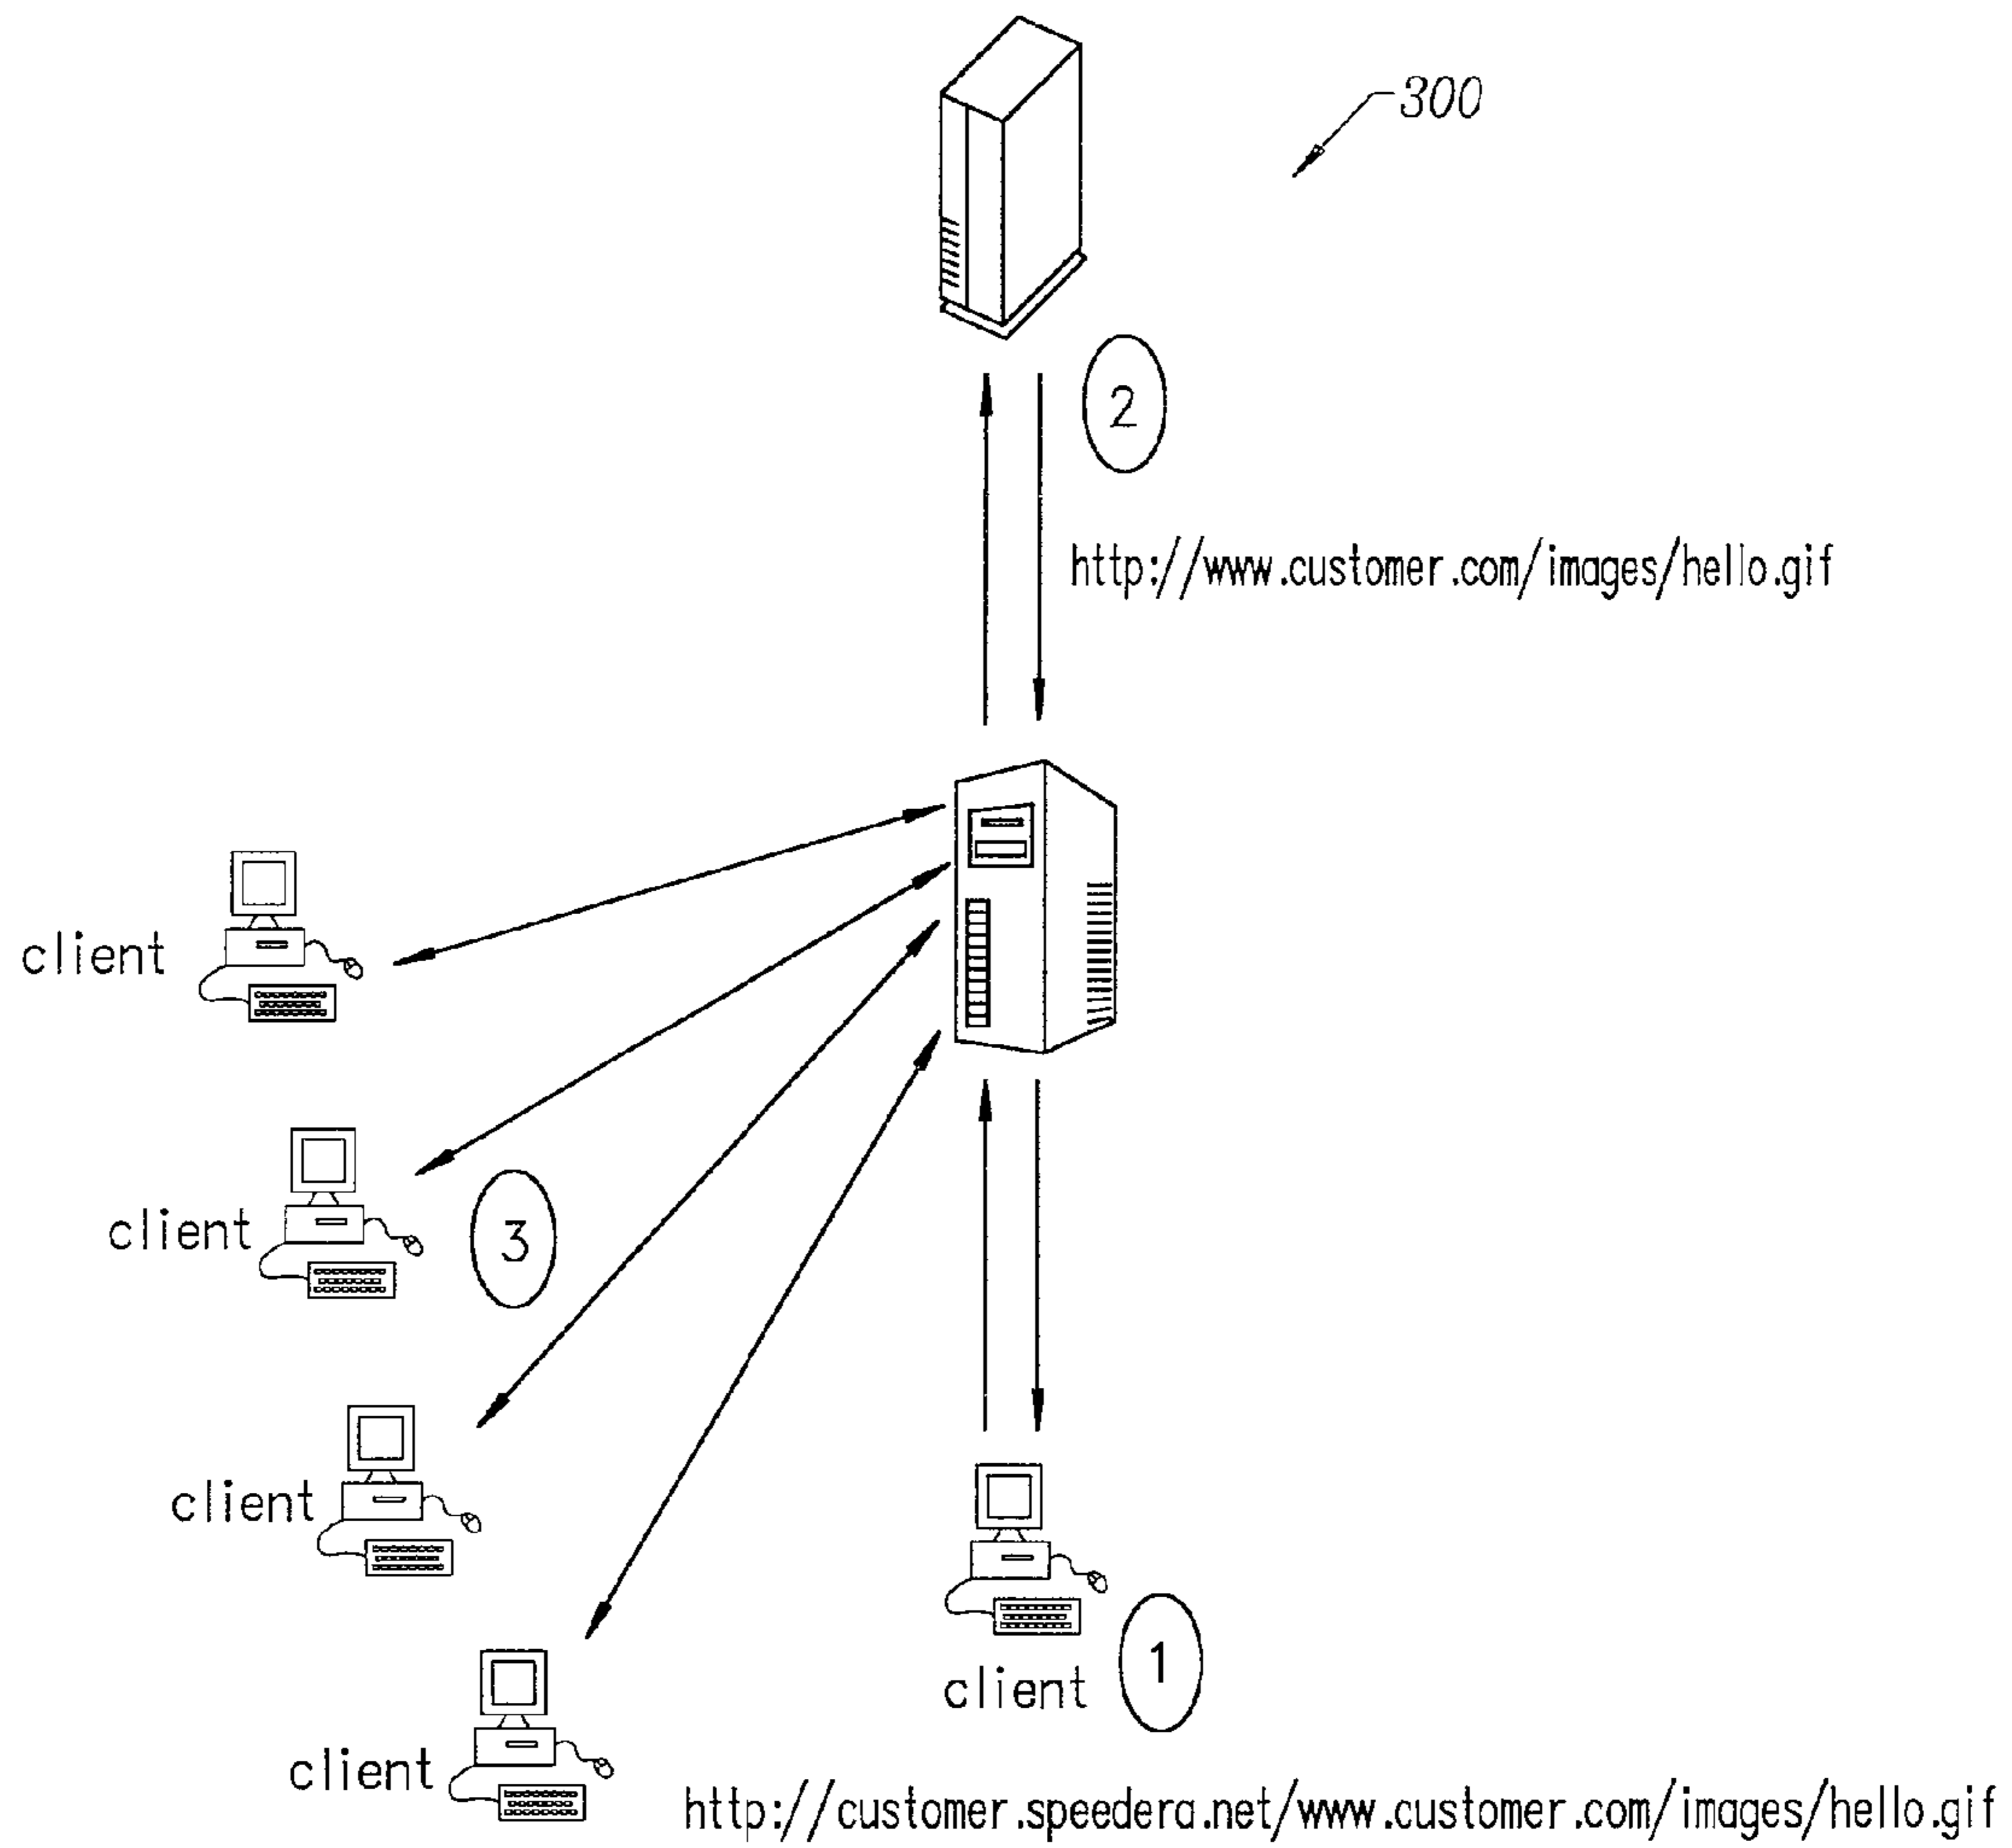 300
2
http://www.customer.com/images/hello.gif
client
client
3
client
client
1
client
http://customer.speedera.net/www.customer.com/images/hello.gif